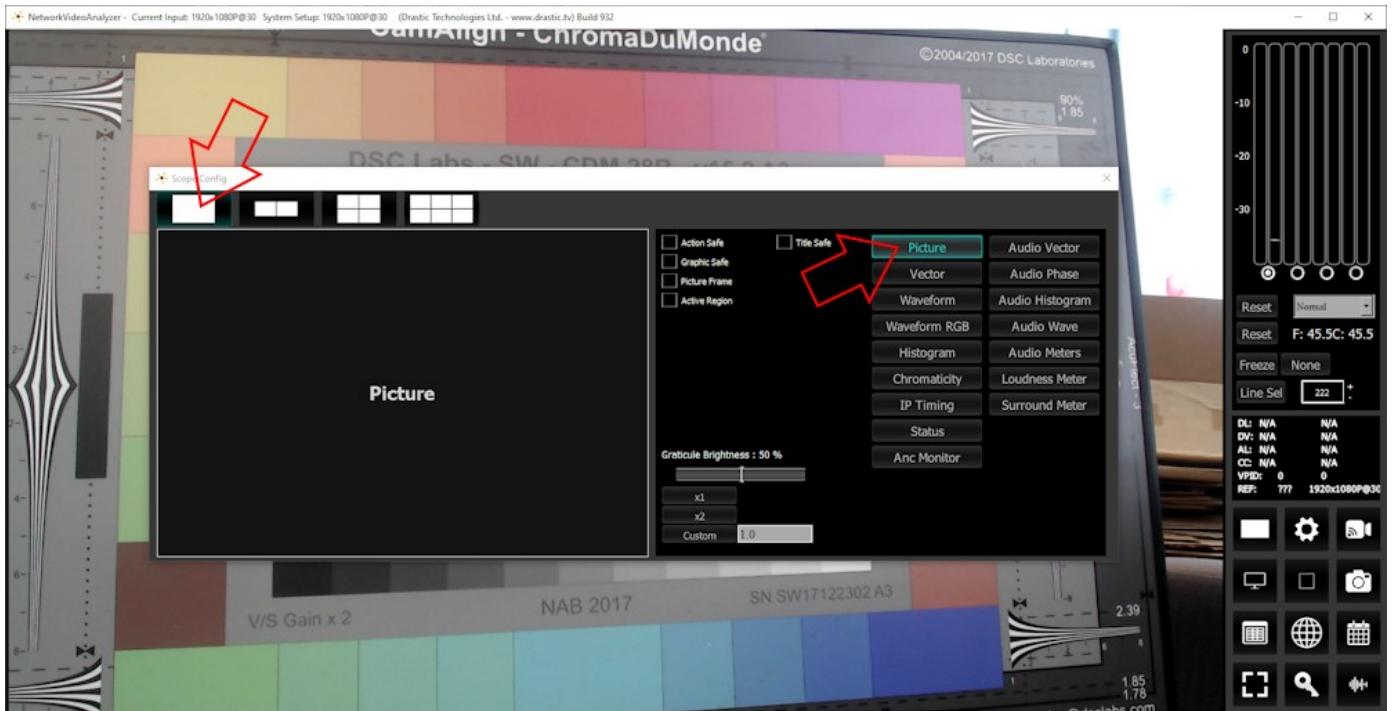 NetworkVideoAnalyzer - Current Input: 1920x1080P@30 System Setup: 1920x1080P@30 (Drastic Technologies Ltd. - www.drastic.tv) Build 932
CamAlign - ChromaDuMonde
©2004/2017 DSC Laboratories
90%
1.85
DSC Labs - SW - CDM 28R
Scope Config
Picture
Action Safe
Title Safe
Graphic Safe
Picture Frame
Active Region
Graticule Brightness : 50 %
x1
x2
Custom 1.0
Picture Audio Vector
Vector Audio Phase
Waveform Audio Histogram
Waveform RGB Audio Wave
Histogram Audio Meters
Chromaticity Loudness Meter
IP Timing Surround Meter
Status
Anc Monitor
V/S Gain x 2
NAB 2017
SN SW17122302 A3
2.39
1.85
1.78
0
-10
-20
-30
Reset Normal
Reset F: 45.5C: 45.5
Freeze None
Line Sel 222 + -
DL: N/A N/A
DV: N/A N/A
AL: N/A N/A
CC: N/A N/A
VPID: 0 0
REF: ??? 1920x1080P@30